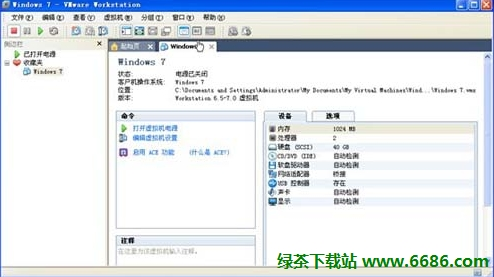 Windows 7 - VMware Workstation
文件(F) 编辑(E) 查看(V) 虚拟机(M) 分组(T) 窗口(W) 帮助(H)
侧边栏
已打开电源
收藏夹
Windows 7
起始页
Windows
Windows 7
状态: 电源已关闭
客户机操作系统: Windows 7
位置: C:\Documents and Settings\Administrator\My Documents\My Virtual Machines\Wind...\Windows 7.vmx
版本: Workstation 6.5-7.0 虚拟机
命令
打开虚拟机电源
编辑虚拟机设置
启用 ACE 功能 (什么是 ACE?)
设备 选项
内存 1024 MB
处理器 2
硬盘 (SCSI) 40 GB
CD/DVD (IDE) 自动检测
软盘驱动器 自动检测
网络适配器 桥接
USB 控制器 存在
声卡 自动检测
显示 自动检测
注释
在这里为该虚拟机输入注释。
绿茶下载站 www.6686.com